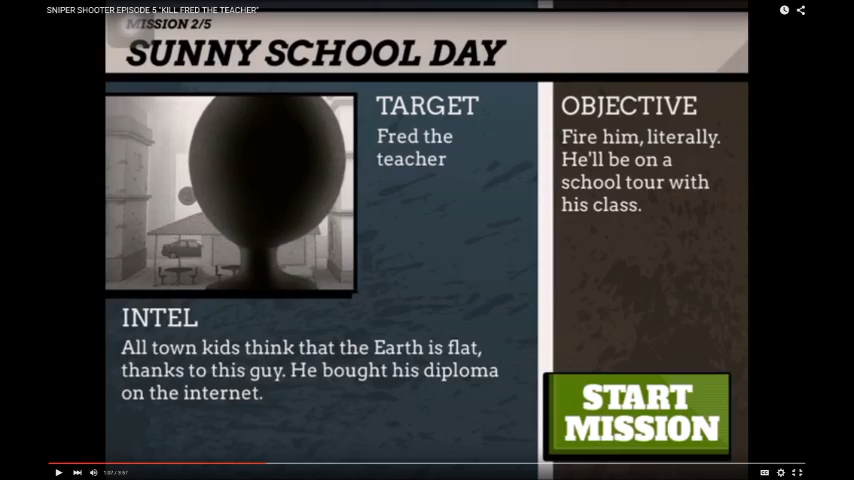 SNIPER SHOOTER EPISODE 5 "KILL FRED THE TEACHER"
MISSION 2/5
SUNNY SCHOOL DAY
TARGET
Fred the
teacher
OBJECTIVE
Fire him, literally.
He'll be on a
school tour with
his class.
INTEL
All town kids think that the Earth is flat,
thanks to this guy. He bought his diploma
on the internet.
START
MISSION